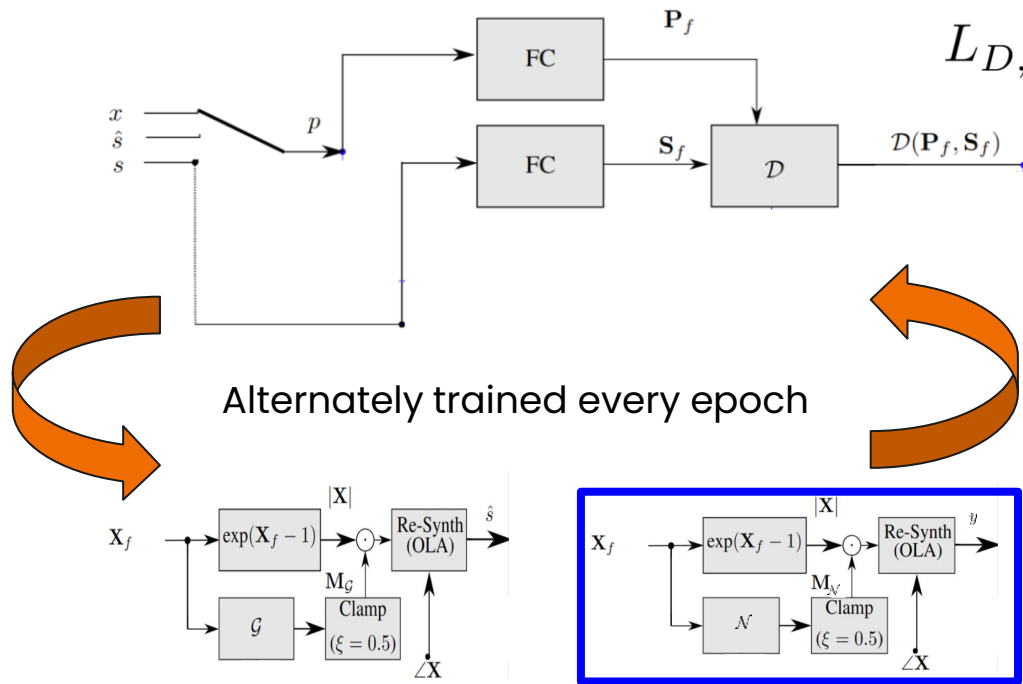 P_f
L_D,
FC
x
p
ŝ
s
S_f
FC
D
D(P_f, S_f)
Alternately trained every epoch
X_f
exp(X_f − 1)
|X|
⊙
Re-Synth
(OLA)
ŝ
M_G
G
Clamp
(ξ = 0.5)
∠X
X_f
exp(X_f − 1)
|X|
⊙
Re-Synth
(OLA)
y
M_N
N
Clamp
(ξ = 0.5)
∠X